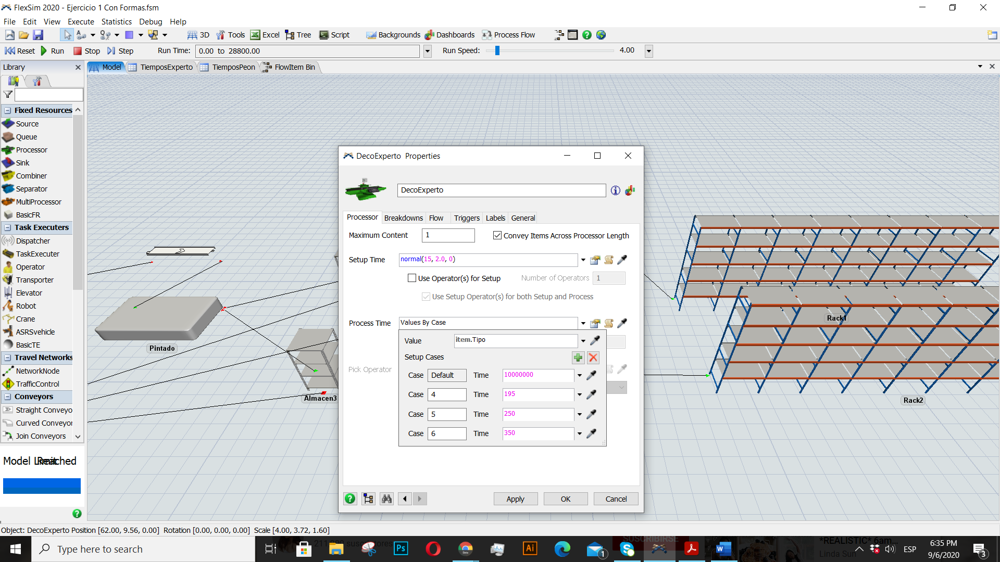 FlexSim 2020 - Ejercicio 1 Con Formas.fsm
File Edit View Execute Statistics Debug Help
3D Tools Excel Tree Script Backgrounds Dashboards Process Flow
Reset Run Stop Step Run Time: 0.00 to 28800.00 Run Speed: 4.00
Library
Model TiemposExperto TiemposPeon FlowItem Bin
Fixed Resources
Source
Queue
Processor
Sink
Combiner
Separator
MultiProcessor
BasicFR
Task Executers
Dispatcher
TaskExecuter
Operator
Transporter
Elevator
Robot
Crane
ASRSvehicle
BasicTE
Travel Networks
NetworkNode
TrafficControl
Conveyors
Straight Conveyo
Curved Conveyor
Join Conveyors
Model Limit Reached
Pintado
Almacen3
Rack1
Rack2
DecoExperto Properties
DecoExperto
Processor Breakdowns Flow Triggers Labels General
Maximum Content 1 Convey Items Across Processor Length
Setup Time normal(15, 2.0, 0)
Use Operator(s) for Setup Number of Operators 1
Use Setup Operator(s) for both Setup and Process
Process Time Values By Case
Value item.Tipo
Setup Cases
Pick Operator
Case Default Time 10000000
Case 4 Time 195
Case 5 Time 250
Case 6 Time 350
Apply OK Cancel
Object: DecoExperto Position [62.00, 9.56, 0.00] Rotation [0.00, 0.00, 0.00] Scale [4.00, 3.72, 1.60]
Type here to search
SUSCRIBIRSE
*REALISTIC* 6am...
Linda Sun
1
ESP
6:35 PM
9/6/2020
3